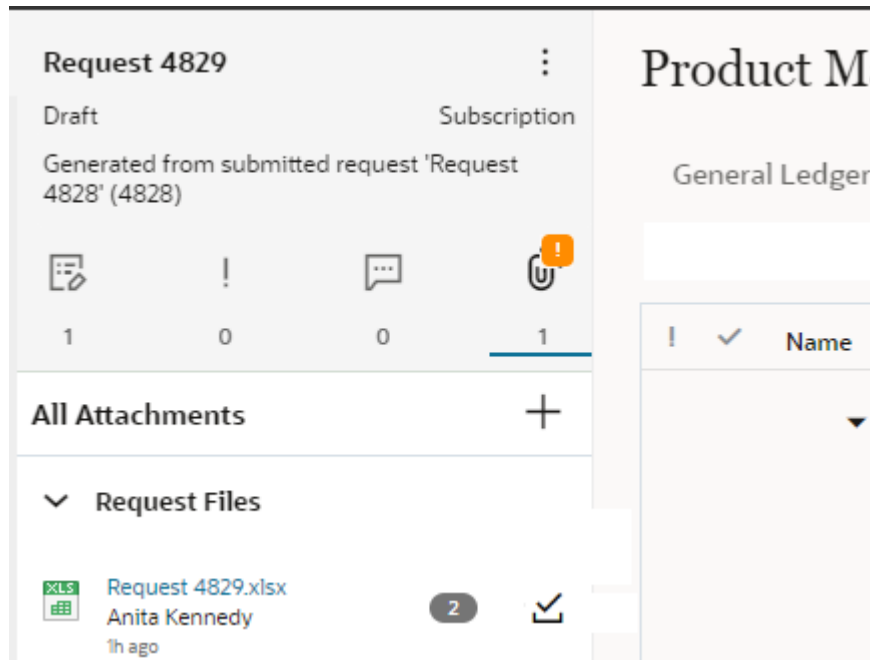 Request 4829
Draft Subscription
Generated from submitted request 'Request
4828' (4828)
!
!
1 0 0 1
All Attachments
Request Files
XLS
Request 4829.xlsx
Anita Kennedy
2
1h ago
Product M
General Ledger
! Name